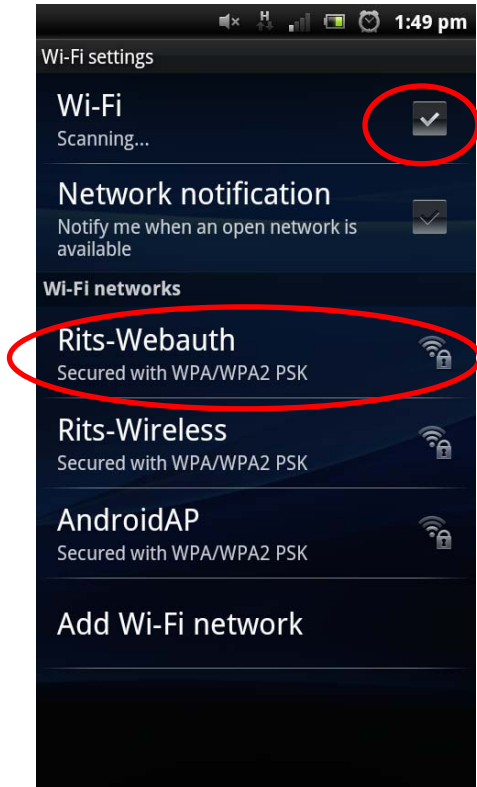 H 1:49 pm
Wi-Fi settings
Wi-Fi
Scanning...
Network notification
Notify me when an open network is
available
Wi-Fi networks
Rits-Webauth
Secured with WPA/WPA2 PSK
Rits-Wireless
Secured with WPA/WPA2 PSK
AndroidAP
Secured with WPA/WPA2 PSK
Add Wi-Fi network